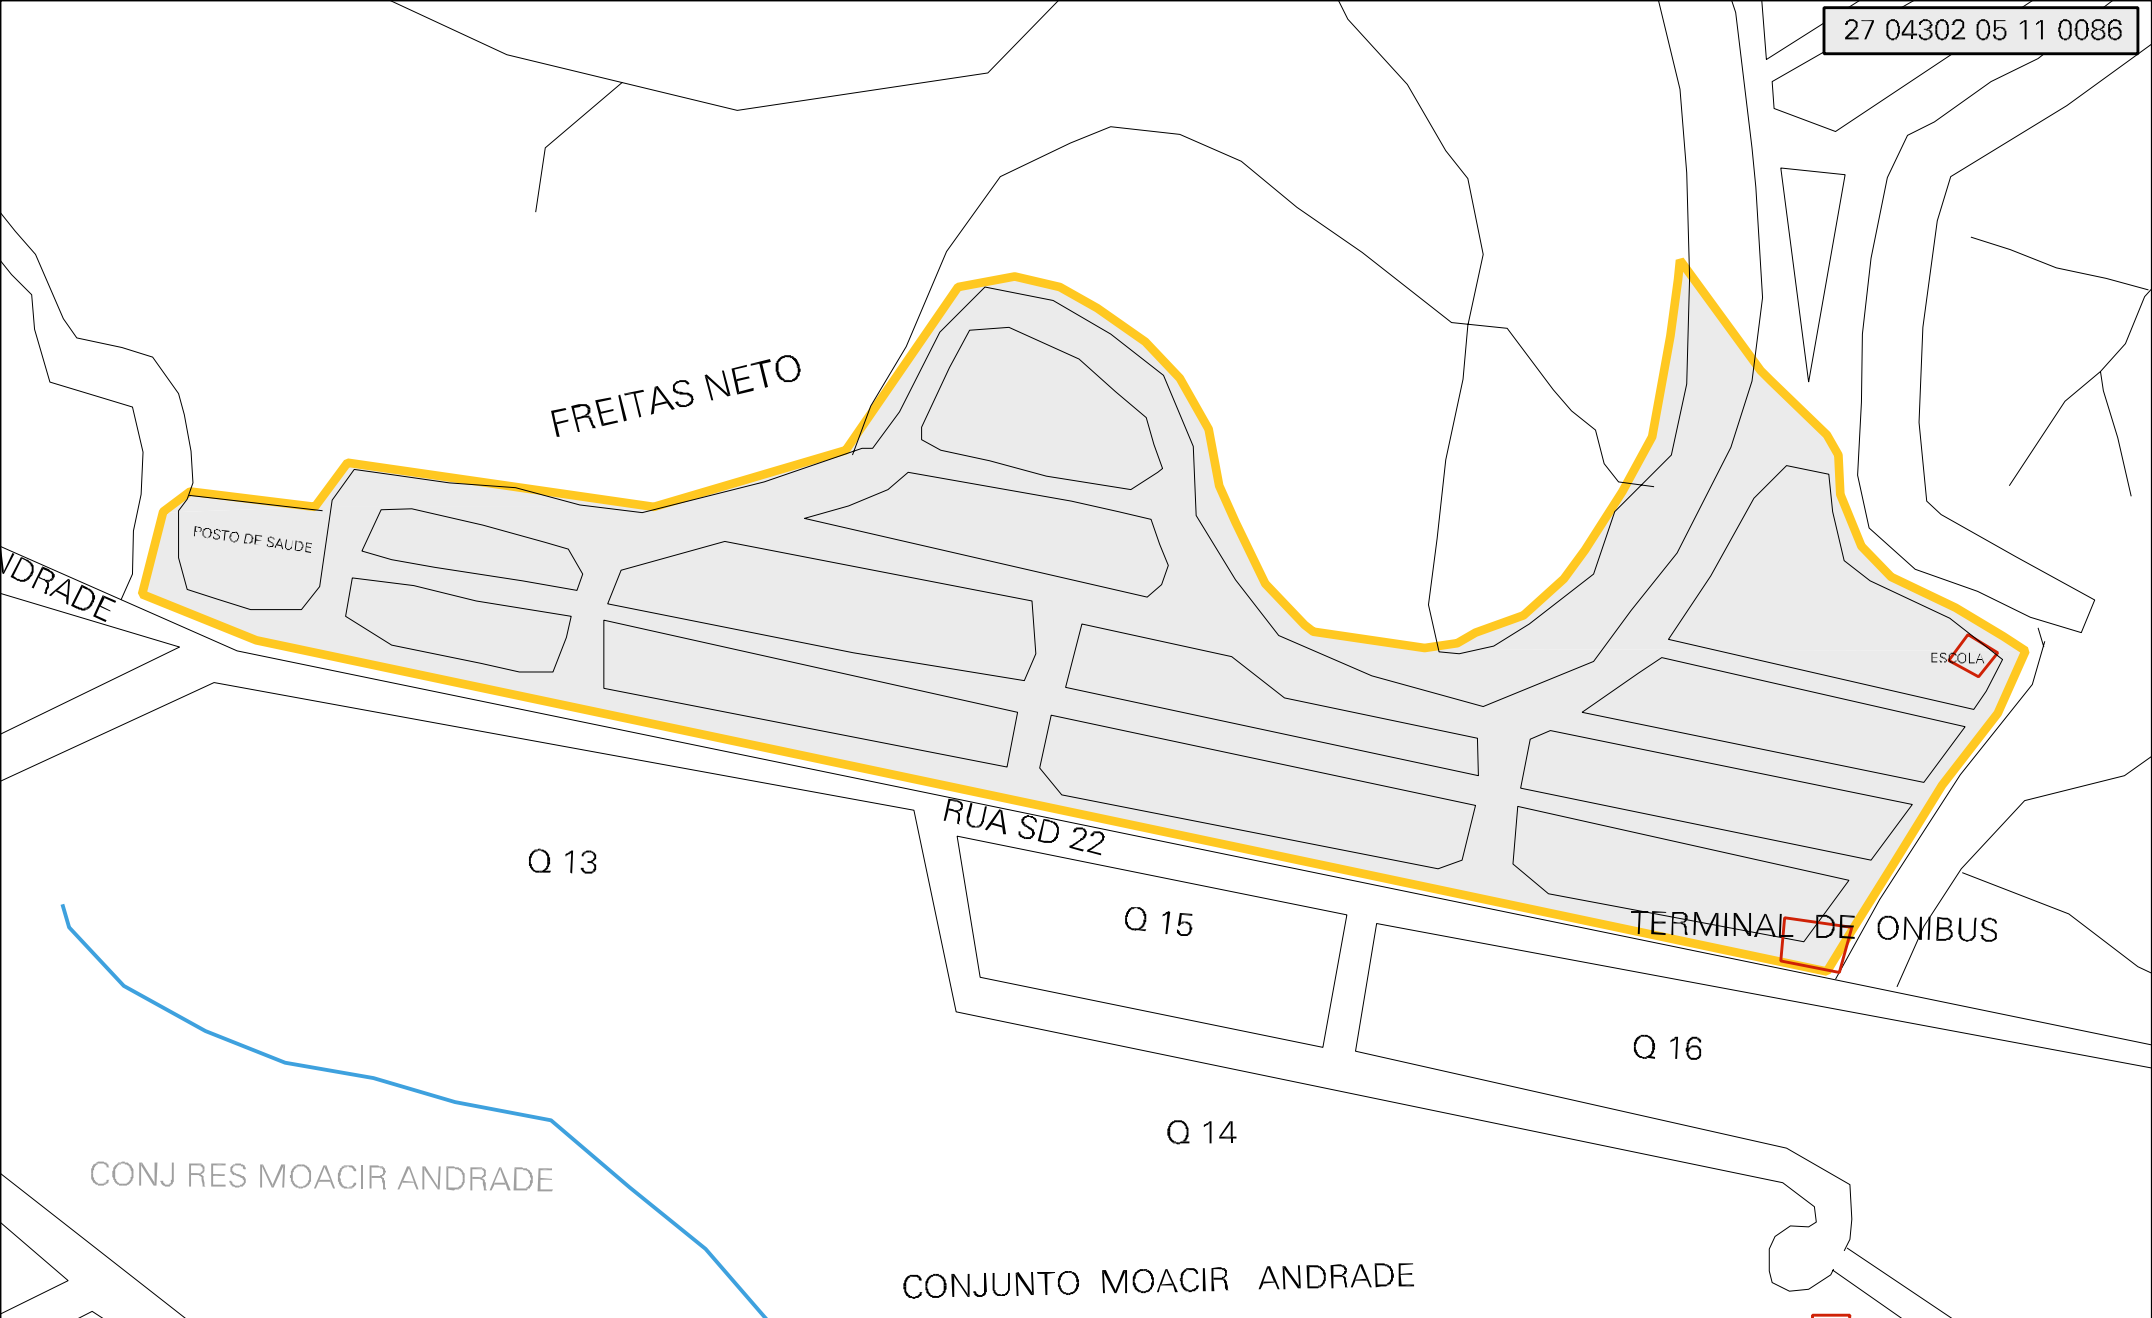 27 04302 05 11 0086
FREITAS NETO
POSTO DE SAUDE
NDRADE
ESCOLA
RUA SD 22
Q 13
Q 15
TERMINAL DE ONIBUS
Q 16
Q 14
CONJ RES MOACIR ANDRADE
CONJUNTO MOACIR ANDRADE